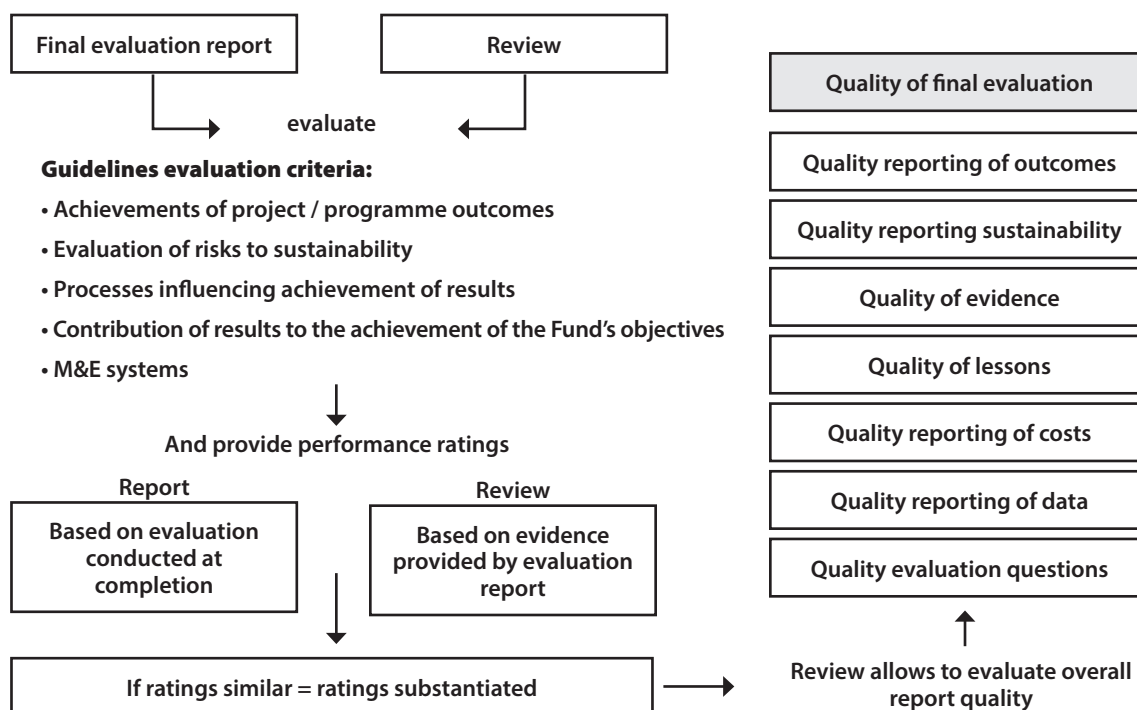 Final evaluation report
Review
evaluate
Guidelines evaluation criteria:
• Achievements of project / programme outcomes
• Evaluation of risks to sustainability
• Processes influencing achievement of results
• Contribution of results to the achievement of the Fund's objectives
• M&E systems
And provide performance ratings
Report
Based on evaluation
conducted at
completion
Review
Based on evidence
provided by evaluation
report
If ratings similar = ratings substantiated
Quality of final evaluation
Quality reporting of outcomes
Quality reporting sustainability
Quality of evidence
Quality of lessons
Quality reporting of costs
Quality reporting of data
Quality evaluation questions
Review allows to evaluate overall
report quality